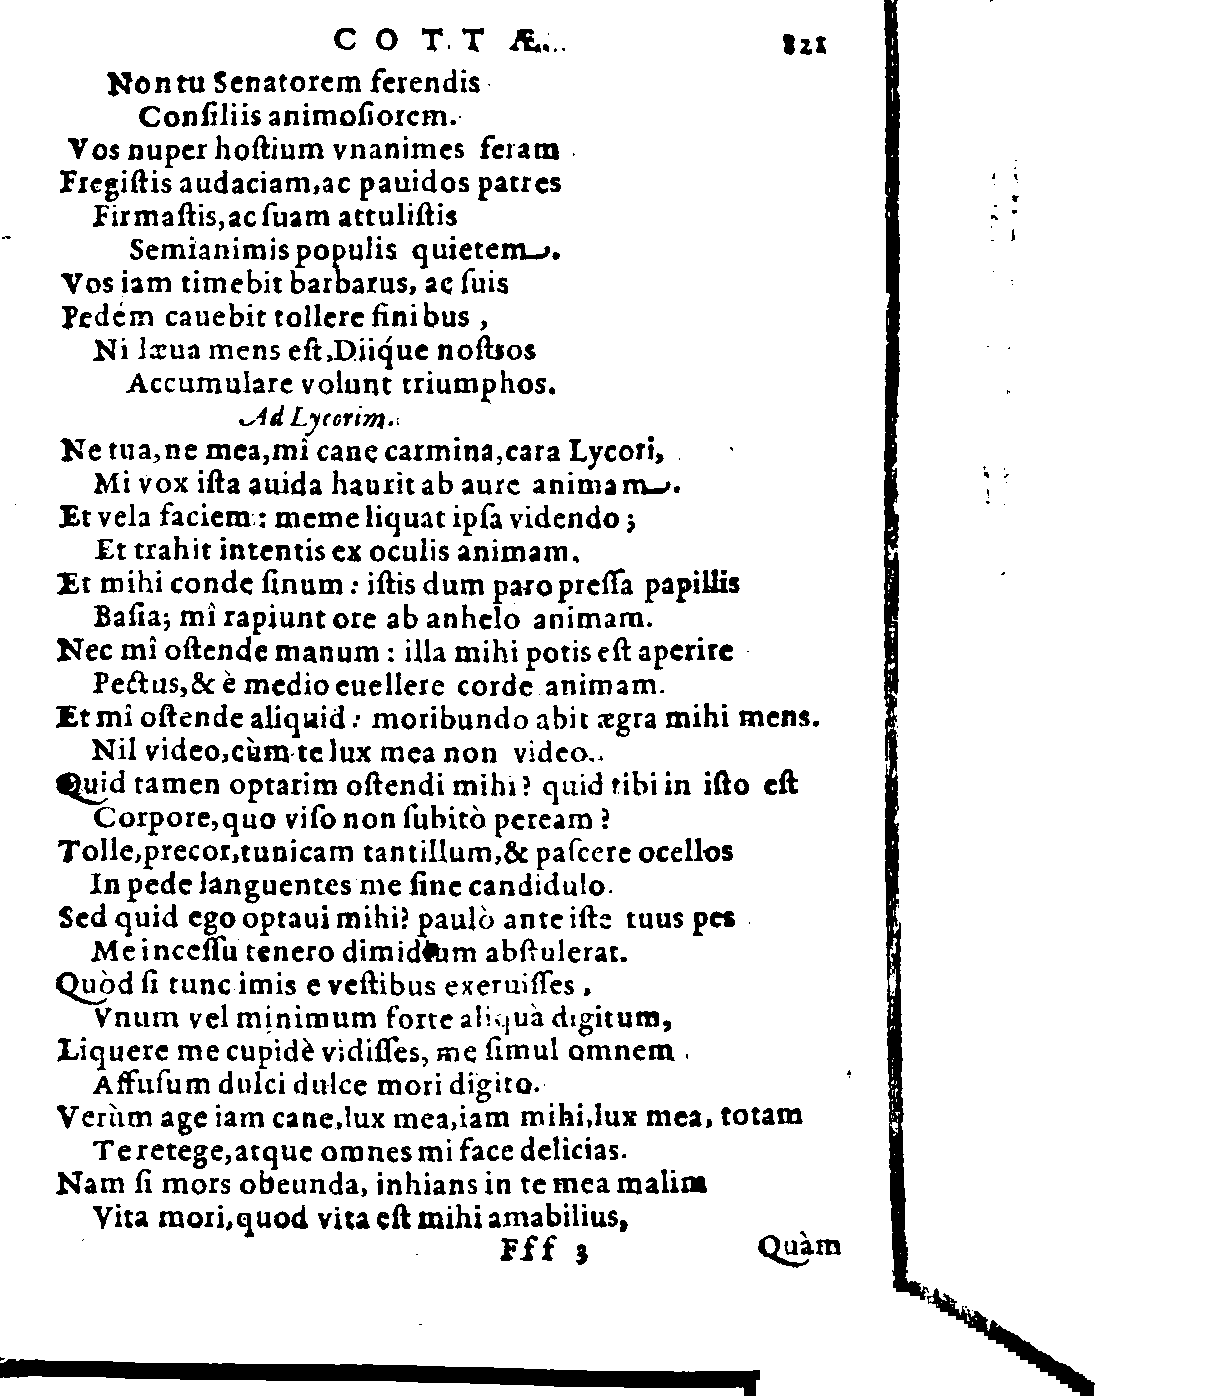 COTTÆ. 821
Non tu Senatorem ferendis
Conſiliis animoſiorem.
Vos nuper hoſtium vnanimes feram
Fregiſtis audaciam, ac pauidos patres
Firmaſtis, ac ſuam attuliſtis
Semianimis populis quietem.
Vos iam timebit barbarus, ac ſuis
Pedém cauebit tollere finibus,
Ni læua mens eſt, Diiq́ue noſtros
Accumulare volunt triumphos.
Ad Lycorim.
Ne tua, ne mea, mî cane carmina, cara Lycori,
Mi vox iſta auida haurit ab aure animam.
Et vela faciem: meme liquat ipſa videndo;
Et trahit intentis ex oculis animam.
Et mihi conde ſinum: iſtis dum paro preſſa papillis
Baſia; mî rapiunt ore ab anhelo animam.
Nec mî oſtende manum: illa mihi potis eſt aperire
Pectus, & è medio euellere corde animam.
Et mî oſtende aliquid: moribundo abit ægra mihi mens.
Nil video, cùm te lux mea non video.
Quid tamen optarim oſtendi mihi? quid tibi in iſto eſt
Corpore, quo viſo non ſubitò peream?
Tolle, precor, tunicam tantillum, & paſcere ocellos
In pede languentes me ſine candidulo.
Sed quid ego optaui mihi? paulò ante iſte tuus pes
Me inceſſu tenero dimidium abſtulerat.
Quòd ſi tunc imis e veſtibus exeruiſſes,
Vnum vel minimum forte aliquà digitum,
Liquere me cupidè vidiſſes, me ſimul omnem
Affuſum dulci dulce mori digito.
Verùm age iam cane, lux mea, iam mihi, lux mea, totam
Te retege, atque omnes mi face delicias.
Nam ſi mors obeunda, inhians in te mea malim
Vita mori, quod vita eſt mihi amabilius,
Fff 3 Quàm